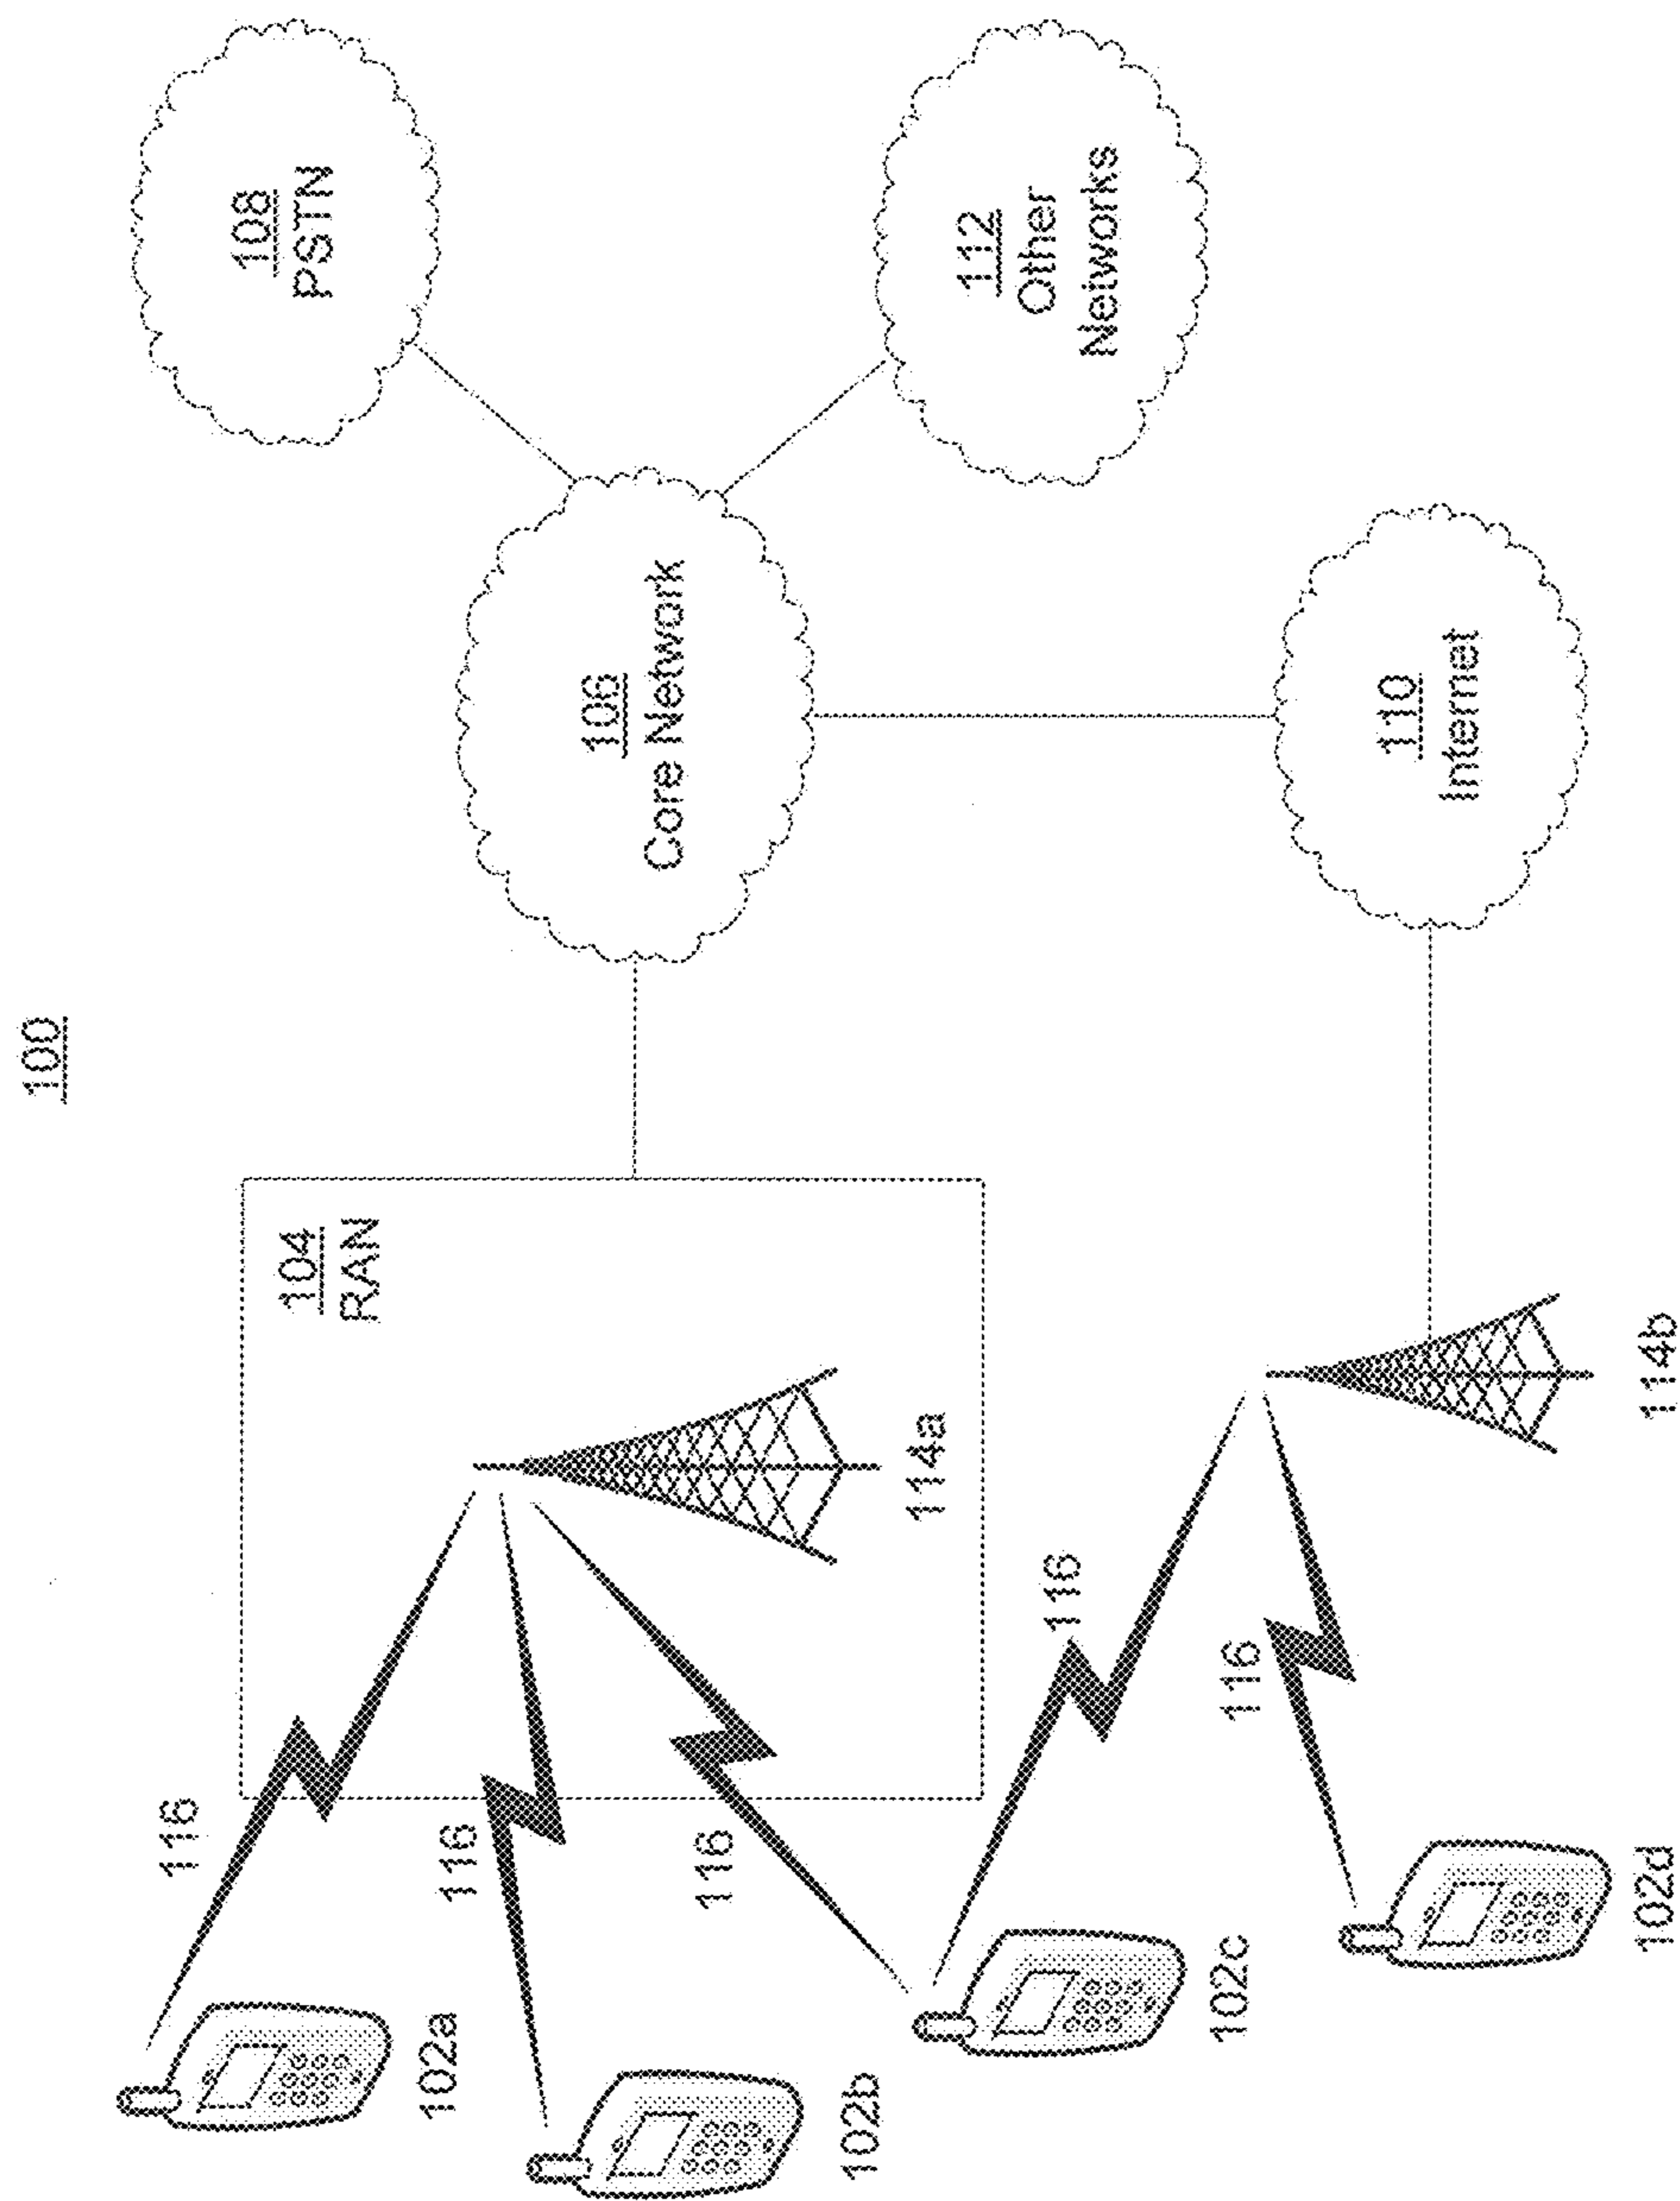 100
108
PSTN
106
Core Network
112
Other
Networks
104
RAN
110
Internet
114a
114b
116
116
116
116
116
102a
102b
102c
102d